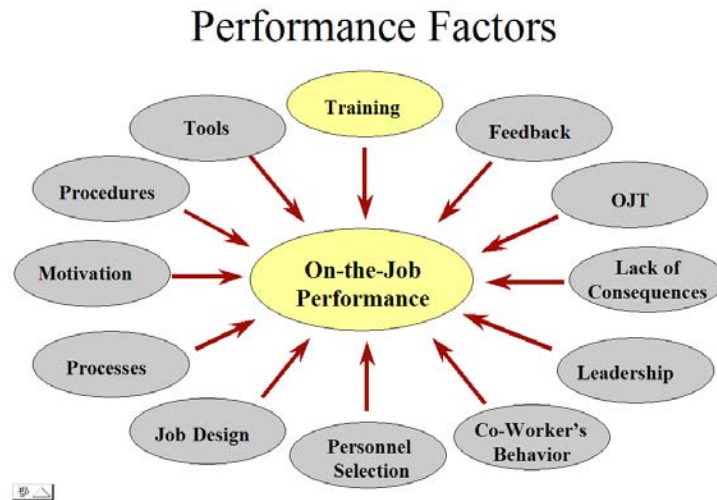 Performance Factors
Training
Tools
Feedback
Procedures
OJT
Motivation
On-the-Job
Performance
Lack of
Consequences
Processes
Leadership
Job Design
Personnel
Selection
Co-Worker's
Behavior